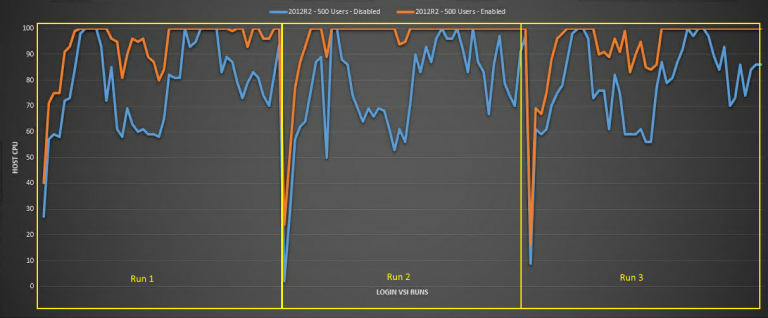 2012R2 - 500 Users - Disabled
2012R2 - 500 Users - Enabled
100
90
80
70
60
50
40
30
20
10
0
HOST CPU
Run 1
Run 2
Run 3
LOGIN VSI RUNS